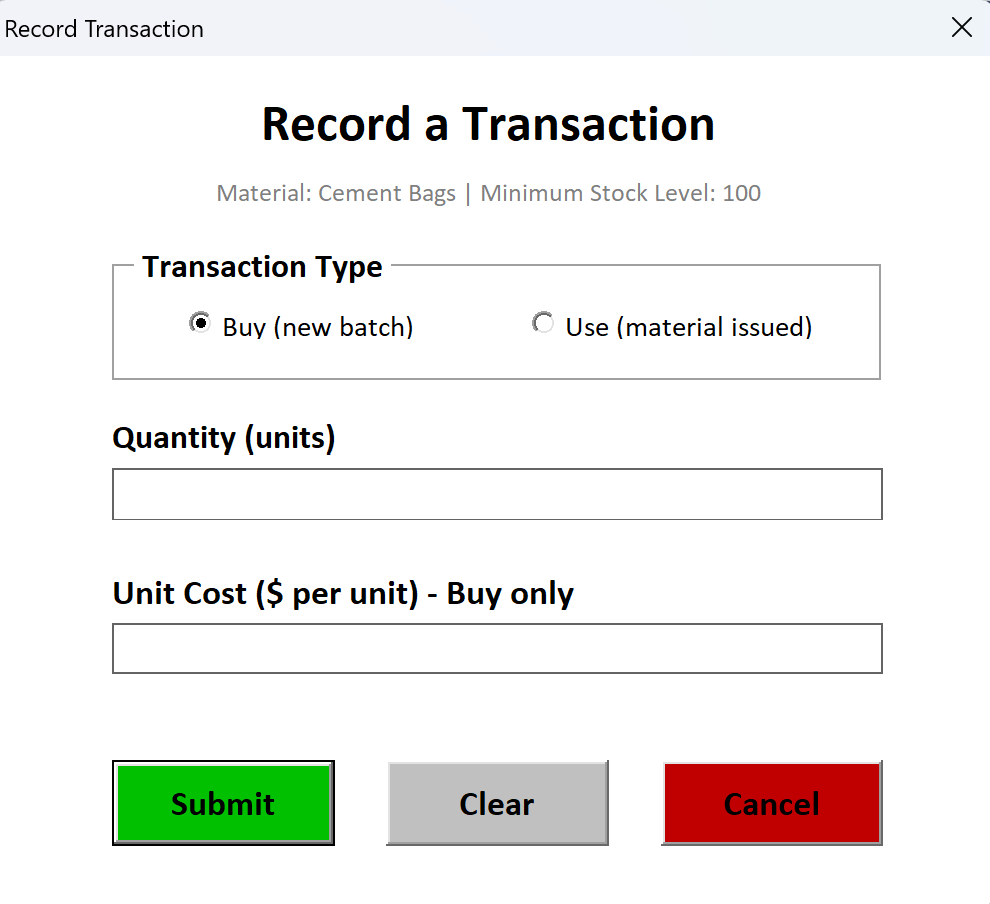 Record Transaction
Record a Transaction
Material: Cement Bags | Minimum Stock Level: 100
Transaction Type
Buy (new batch) Use (material issued)
Quantity (units)
Unit Cost ($ per unit) - Buy only
Submit Clear Cancel